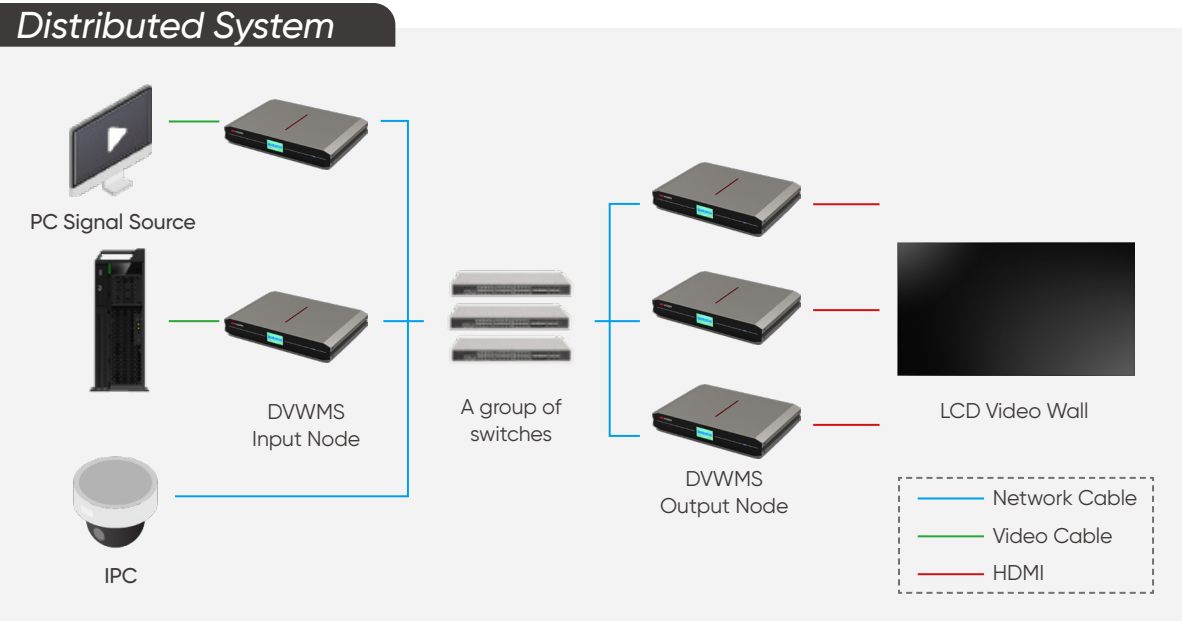 Distributed System
PC Signal Source
DVWMS
Input Node
IPC
A group of
switches
DVWMS
Output Node
LCD Video Wall
Network Cable
Video Cable
HDMI